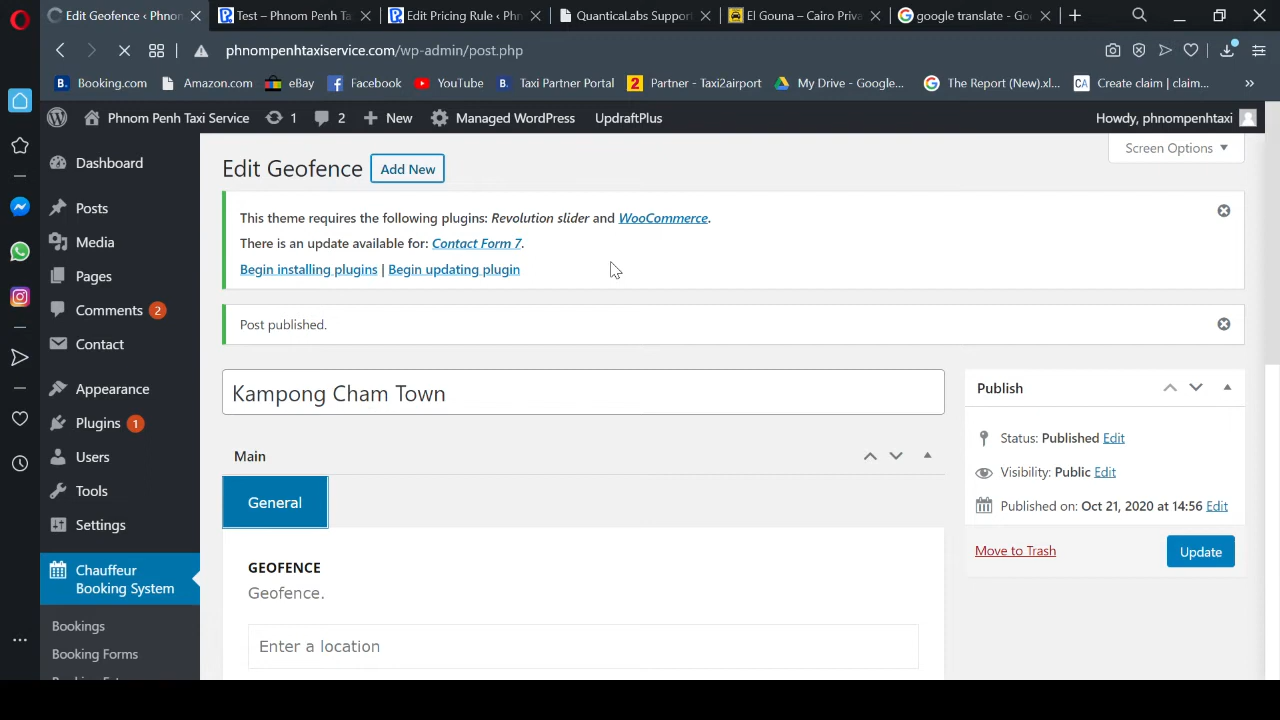 Edit Geofence ‹ Phnom
Test – Phnom Penh Ta
Edit Pricing Rule ‹ Phn
QuanticaLabs Suppor
El Gouna – Cairo Priva
google translate - Go
phnompenhtaxiservice.com/wp-admin/post.php
B. Booking.com
Amazon.com
eBay
Facebook
YouTube
B. Taxi Partner Portal
2 Partner - Taxi2airport
My Drive - Google...
The Report (New).xl...
CA Create claim | claim...
Phnom Penh Taxi Service
1
2
New
Managed WordPress
UpdraftPlus
Howdy, phnompenhtaxi
Dashboard
Posts
Media
Pages
Comments 2
Contact
Appearance
Plugins 1
Users
Tools
Settings
Chauffeur
Booking System
Bookings
Booking Forms
Screen Options
Edit Geofence Add New
This theme requires the following plugins: Revolution slider and WooCommerce.
There is an update available for: Contact Form 7.
Begin installing plugins | Begin updating plugin
Post published.
Kampong Cham Town
Main
General
GEOFENCE
Geofence.
Enter a location
Publish
Status: Published Edit
Visibility: Public Edit
Published on: Oct 21, 2020 at 14:56 Edit
Move to Trash
Update